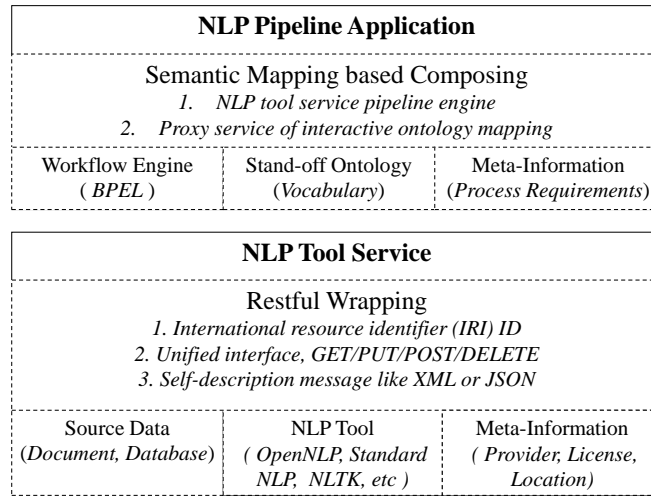 NLP Pipeline Application
Semantic Mapping based Composing
1. NLP tool service pipeline engine
2. Proxy service of interactive ontology mapping
Workflow Engine
( BPEL )
Stand-off Ontology
(Vocabulary)
Meta-Information
(Process Requirements)
NLP Tool Service
Restful Wrapping
1. International resource identifier (IRI) ID
2. Unified interface, GET/PUT/POST/DELETE
3. Self-description message like XML or JSON
Source Data
(Document, Database)
NLP Tool
( OpenNLP, Standard
NLP, NLTK, etc )
Meta-Information
( Provider, License,
Location)